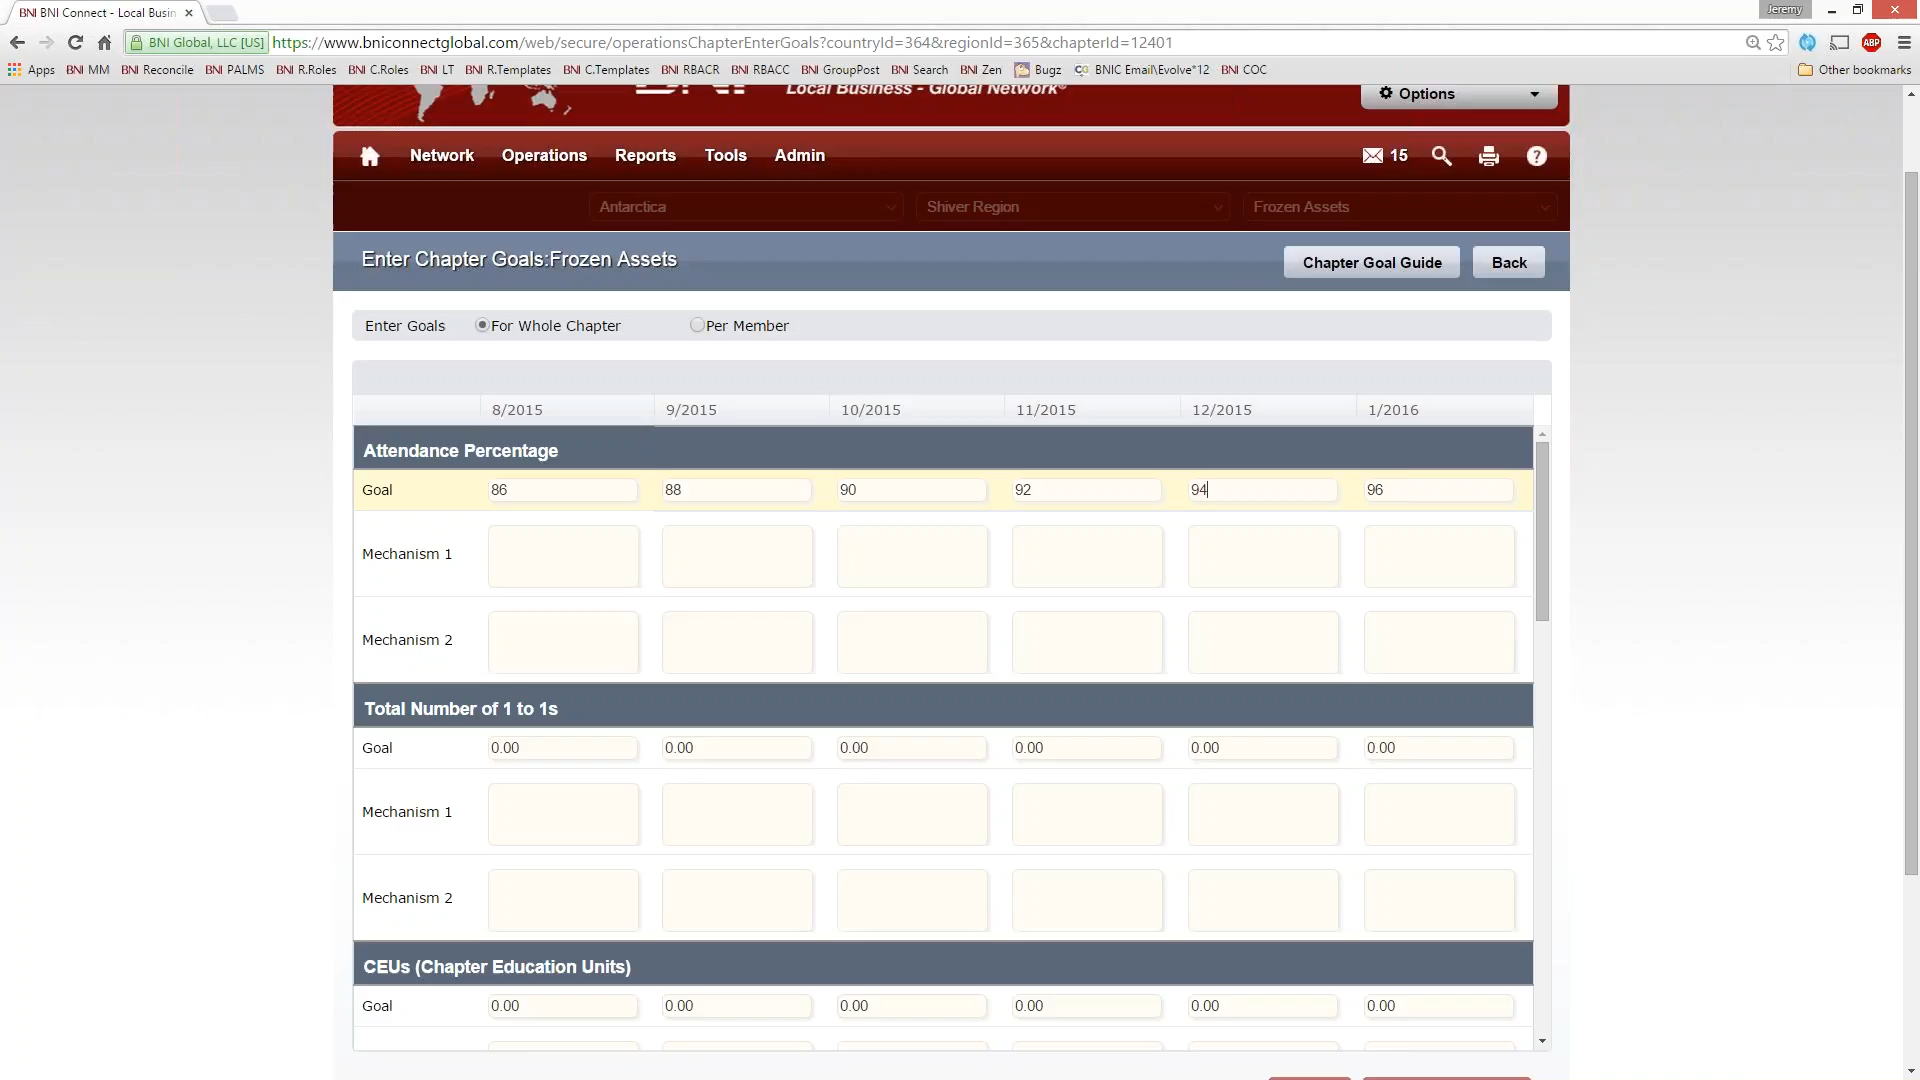 BNI BNI Connect - Local Busin
Jeremy
BNI Global, LLC [US]
https://www.bniconnectglobal.com/web/secure/operationsChapterEnterGoals?countryId=364&regionId=365&chapterId=12401
ABP
Apps BNI MM BNI Reconcile BNI PALMS BNI R.Roles BNI C.Roles BNI LT BNI R.Templates BNI C.Templates BNI RBACR BNI RBACC BNI GroupPost BNI Search BNI Zen Bugz CG BNIC Email\Evolve*12 BNI COC Other bookmarks
Local Business - Global Network®
Options
Network Operations Reports Tools Admin 15 ?
Antarctica Shiver Region Frozen Assets
Enter Chapter Goals:Frozen Assets Chapter Goal Guide Back
Enter Goals For Whole Chapter Per Member
8/2015 9/2015 10/2015 11/2015 12/2015 1/2016
Attendance Percentage
Goal 86 88 90 92 94 96
Mechanism 1
Mechanism 2
Total Number of 1 to 1s
Goal 0.00 0.00 0.00 0.00 0.00 0.00
Mechanism 1
Mechanism 2
CEUs (Chapter Education Units)
Goal 0.00 0.00 0.00 0.00 0.00 0.00